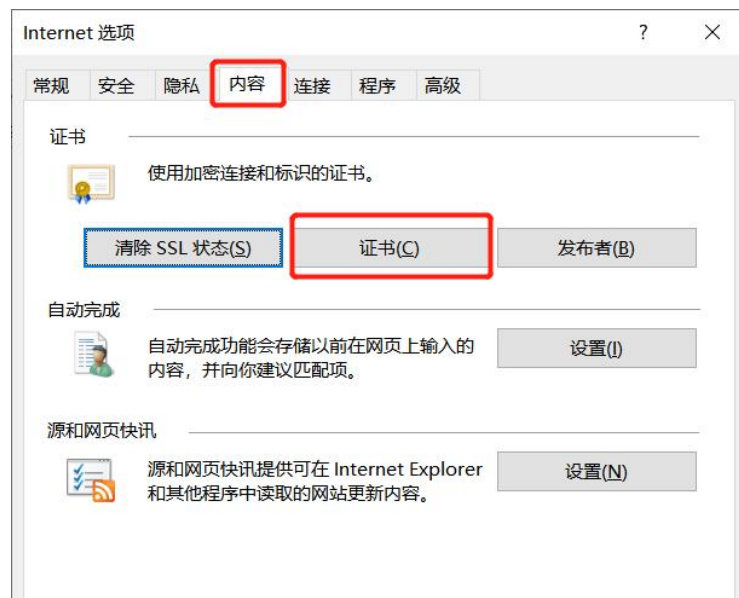 Internet 选项
?
常规 安全 隐私 内容 连接 程序 高级
证书
使用加密连接和标识的证书。
清除 SSL 状态(S) 证书(C) 发布者(B)
自动完成
自动完成功能会存储以前在网页上输入的
内容，并向你建议匹配项。
设置(I)
源和网页快讯
源和网页快讯提供可在 Internet Explorer
和其他程序中读取的网站更新内容。
设置(N)